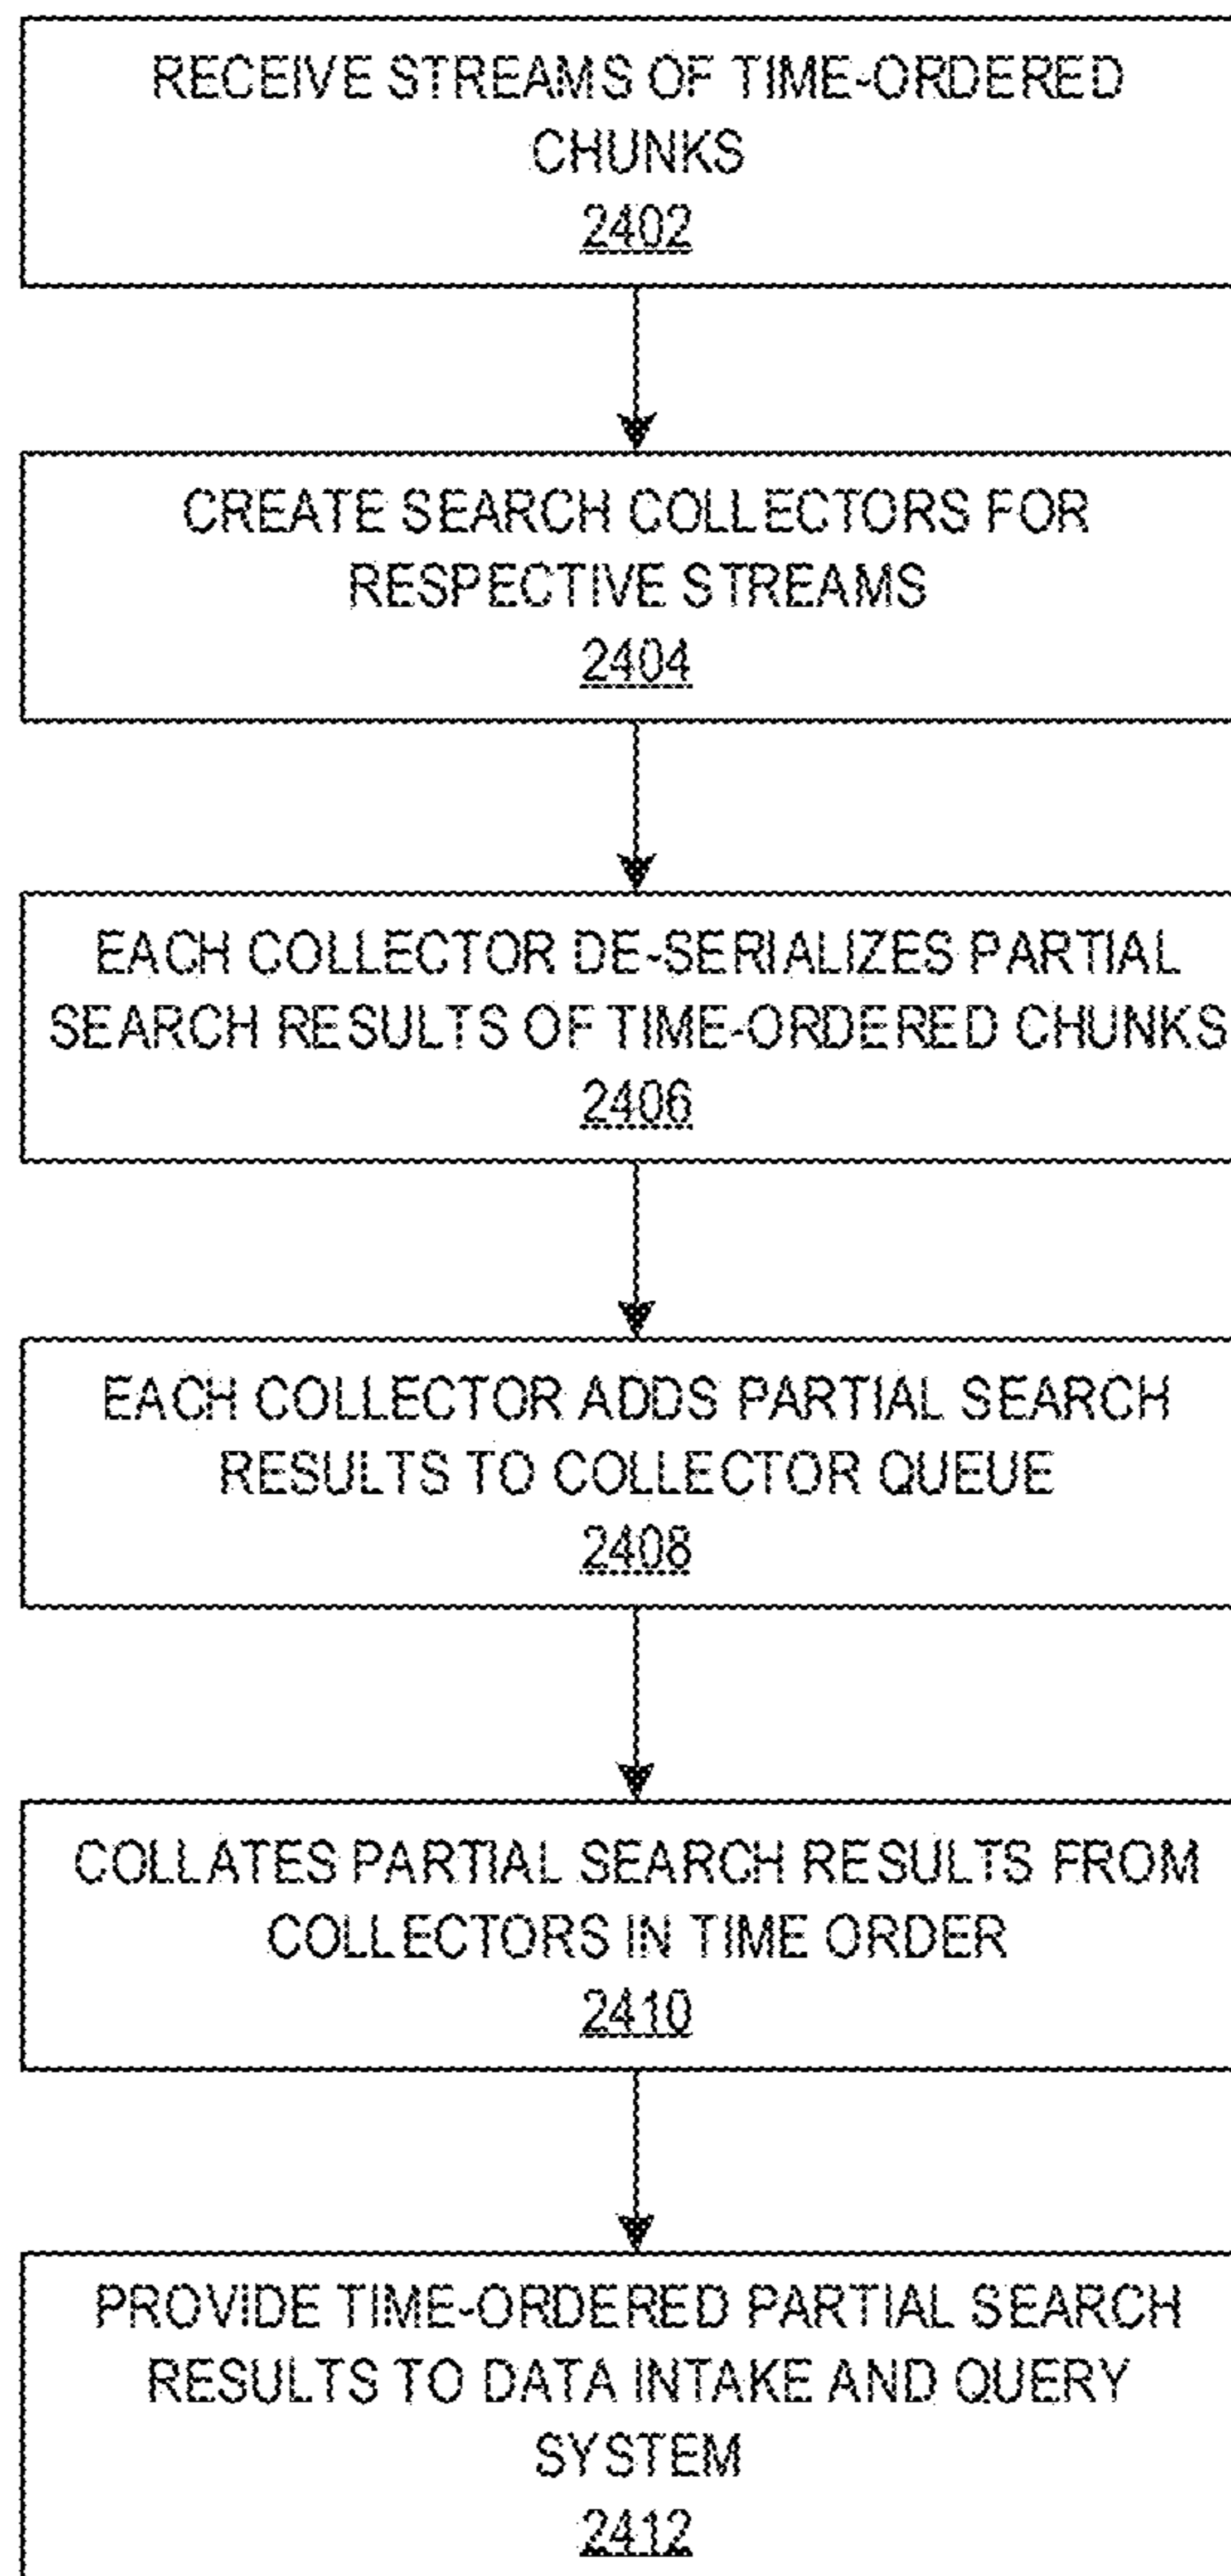 RECEIVE STREAMS OF TIME-ORDERED
CHUNKS
2402
CREATE SEARCH COLLECTORS FOR
RESPECTIVE STREAMS
2404
EACH COLLECTOR DE-SERIALIZES PARTIAL
SEARCH RESULTS OF TIME-ORDERED CHUNKS
2406
EACH COLLECTOR ADDS PARTIAL SEARCH
RESULTS TO COLLECTOR QUEUE
2408
COLLATES PARTIAL SEARCH RESULTS FROM
COLLECTORS IN TIME ORDER
2410
PROVIDE TIME-ORDERED PARTIAL SEARCH
RESULTS TO DATA INTAKE AND QUERY
SYSTEM
2412